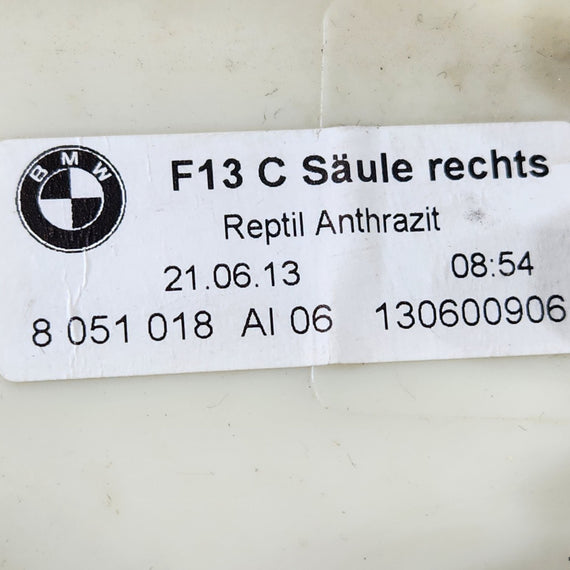 BMW
F13 C Säule rechts
Reptil Anthrazit
21.06.13 08:54
8 051 018 AI 06 130600906